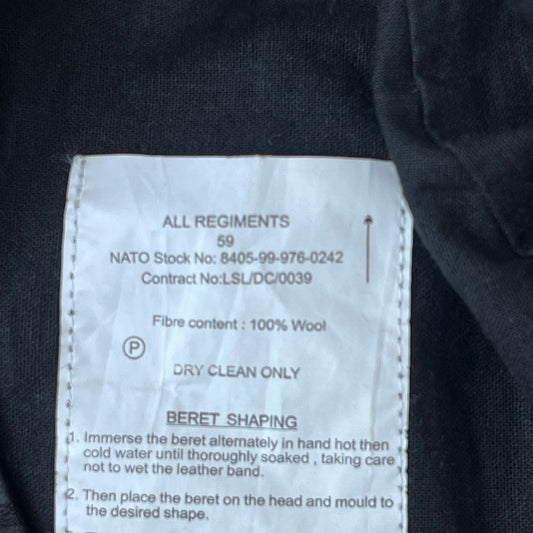 ALL REGIMENTS
59
NATO Stock No: 8405-99-976-0242
Contract No:LSL/DC/0039
Fibre content : 100% Wool
P
DRY CLEAN ONLY
BERET SHAPING
1. Immerse the beret alternately in hand hot then
cold water until thoroughly soaked , taking care
not to wet the leather band.
2. Then place the beret on the head and mould to
the desired shape.